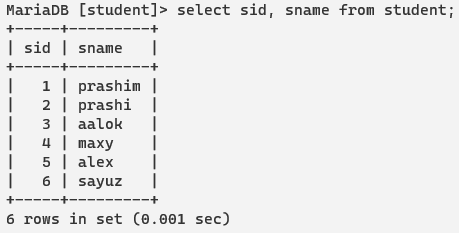 MariaDB [student]> select sid, sname from student;
+-----+---------+
| sid | sname   |
+-----+---------+
|   1 | prashim |
|   2 | prashi  |
|   3 | aalok   |
|   4 | maxy    |
|   5 | alex    |
|   6 | sayuz   |
+-----+---------+
6 rows in set (0.001 sec)